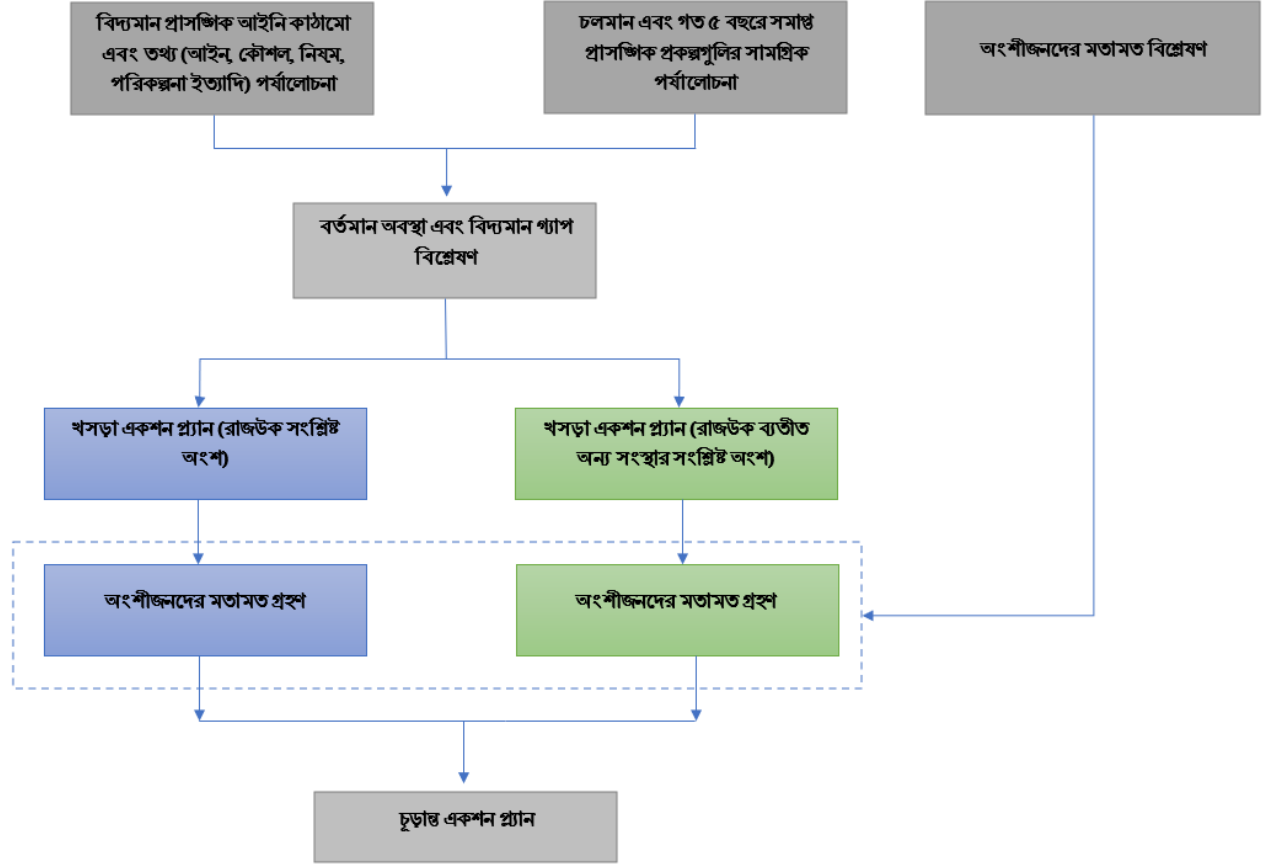 বিদ্যমান প্রাসঙ্গিক আইনি কাঠামো
এবং তথ্য (আইন, কৌশল, নিয়ম,
পরিকল্পনা ইত্যাদি) পর্যালোচনা
চলমান এবং গত ৫ বছরে সমাপ্ত
প্রাসঙ্গিক প্রকল্পগুলির সামগ্রিক
পর্যালোচনা
অংশীজনদের মতামত বিশ্লেষণ
বর্তমান অবস্থা এবং বিদ্যমান গ্যাপ
বিশ্লেষণ
খসড়া একশন প্ল্যান (রাজউক সংশ্লিষ্ট
অংশ)
খসড়া একশন প্ল্যান (রাজউক ব্যতীত
অন্য সংস্থার সংশ্লিষ্ট অংশ)
অংশীজনদের মতামত গ্রহণ
অংশীজনদের মতামত গ্রহণ
চূড়ান্ত একশন প্ল্যান